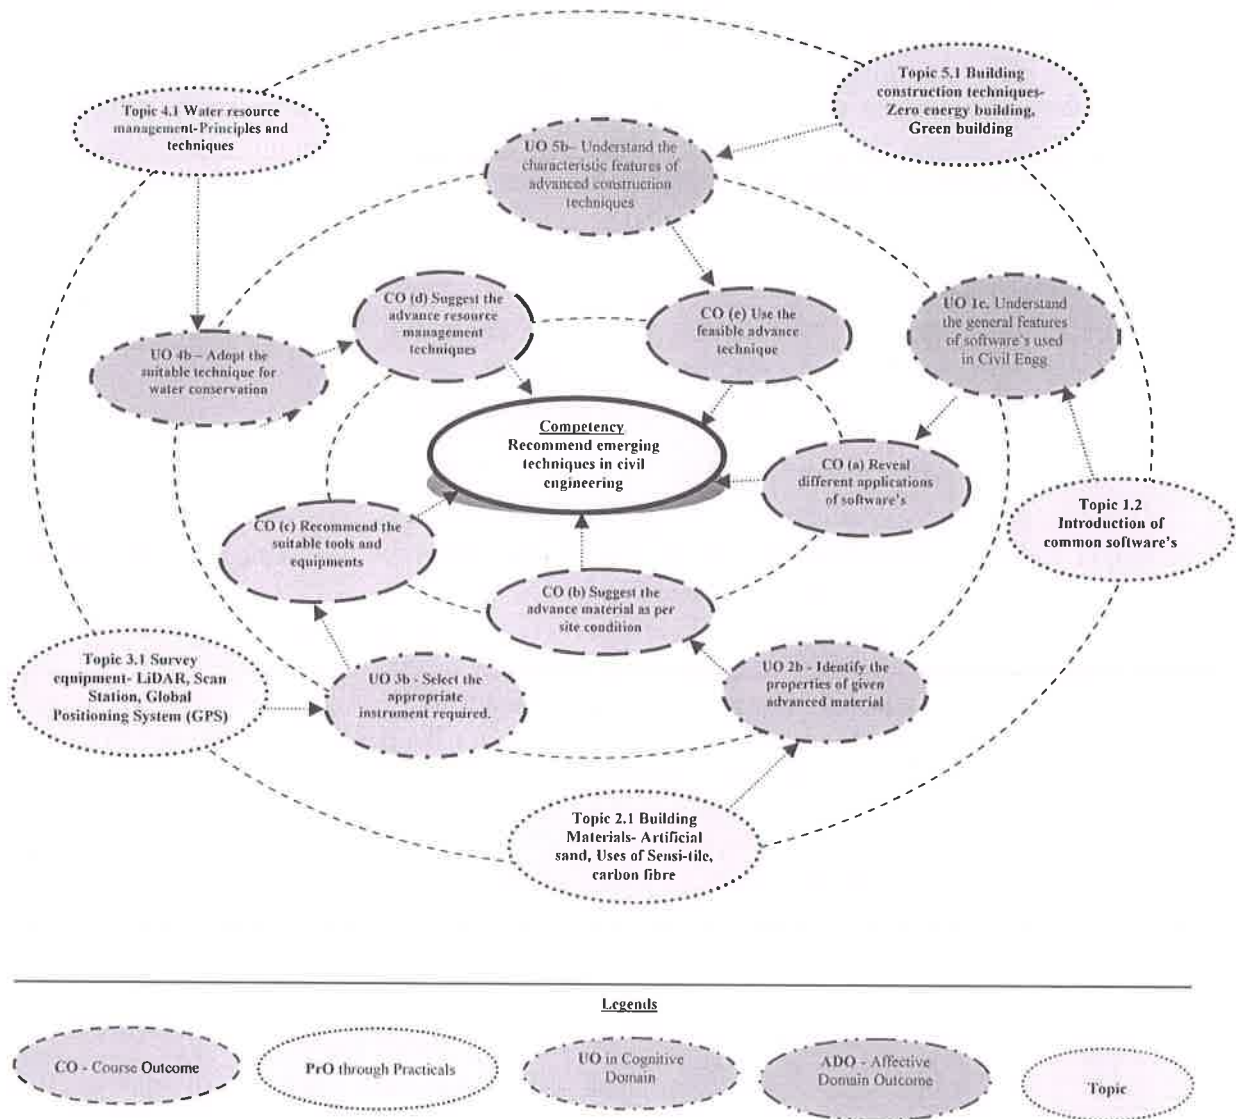 Topic 4.1 Water resource
management-Principles and
techniques
Topic 5.1 Building
construction techniques-
Zero energy building,
Green building
UO 5b– Understand the
characteristic features of
advanced construction
techniques
CO (d) Suggest the
advance resource
management
techniques
CO (e) Use the
feasible advance
technique
UO 1e. Understand
the general features
of software's used
in Civil Engg
UO 4b – Adopt the
suitable technique for
water conservation
Competency
Recommend emerging
techniques in civil
engineering
CO (a) Reveal
different applications
of software's
Topic 1.2
Introduction of
common software's
CO (c) Recommend the
suitable tools and
equipments
CO (b) Suggest the
advance material as per
site condition
Topic 3.1 Survey
equipment- LiDAR, Scan
Station, Global
Positioning System (GPS)
UO 3b - Select the
appropriate
instrument required.
UO 2b - Identify the
properties of given
advanced material
Topic 2.1 Building
Materials- Artificial
sand, Uses of Sensi-tile,
carbon fibre
Legends
CO - Course Outcome
PrO through Practicals
UO in Cognitive
Domain
ADO - Affective
Domain Outcome
Topic